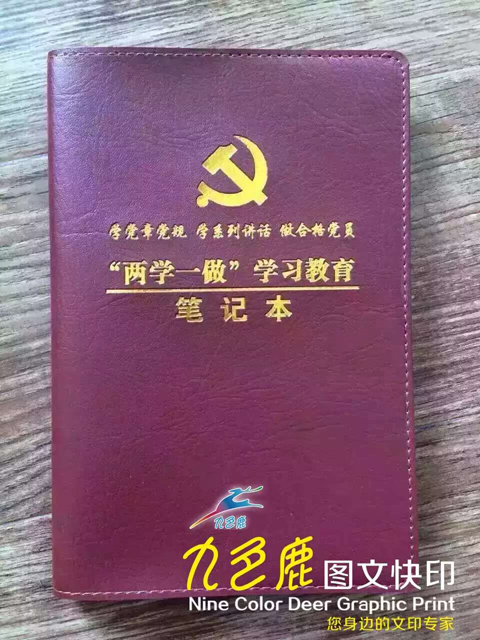 学党章党规 学系列讲话 做合格党员
“两学一做”学习教育
笔记本
九色鹿
九色鹿 图文快印
Nine Color Deer Graphic Print
您身边的文印专家